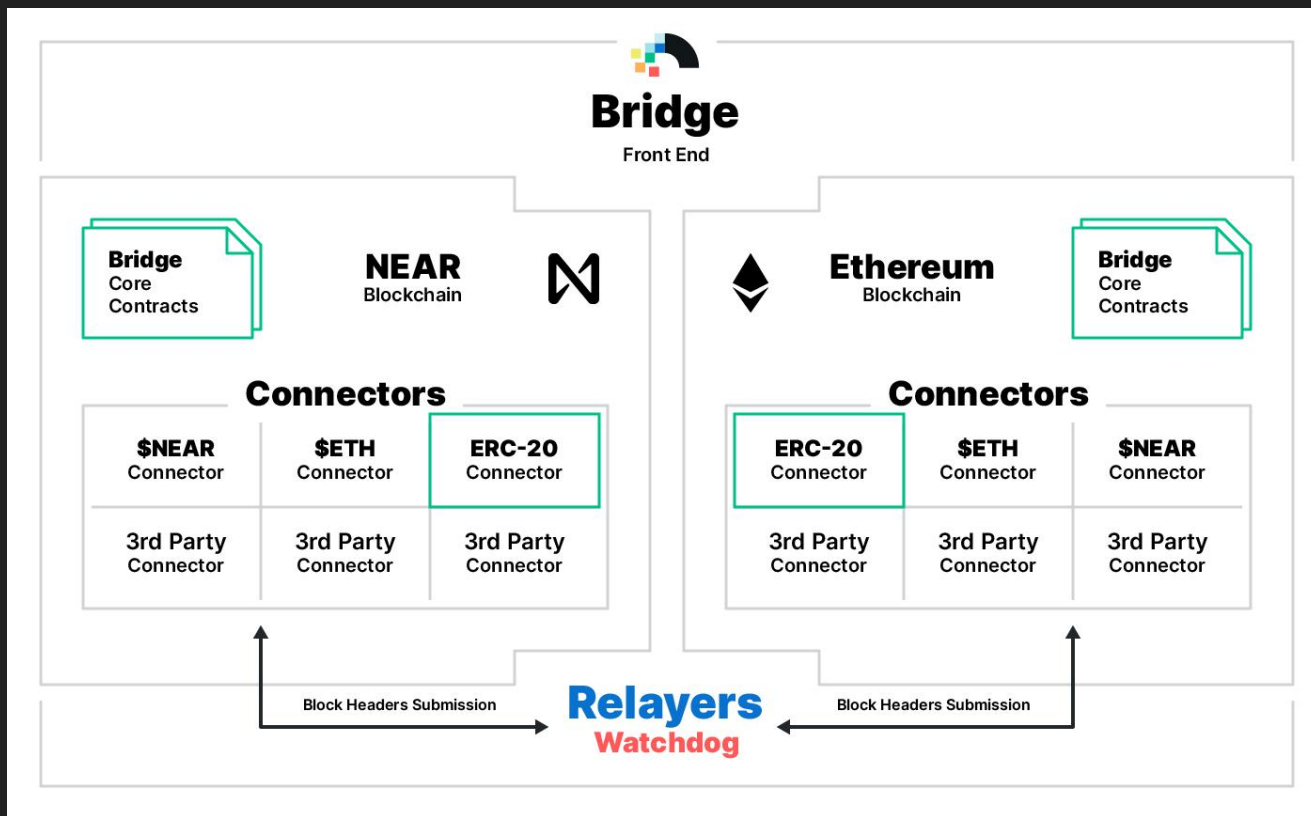 Bridge
Front End
Bridge
Core
Contracts
NEAR
Blockchain
Ethereum
Blockchain
Bridge
Core
Contracts
Connectors
$NEAR
Connector
$ETH
Connector
ERC-20
Connector
3rd Party
Connector
3rd Party
Connector
3rd Party
Connector
Connectors
ERC-20
Connector
$ETH
Connector
$NEAR
Connector
3rd Party
Connector
3rd Party
Connector
3rd Party
Connector
Block Headers Submission
Relayers
Watchdog
Block Headers Submission